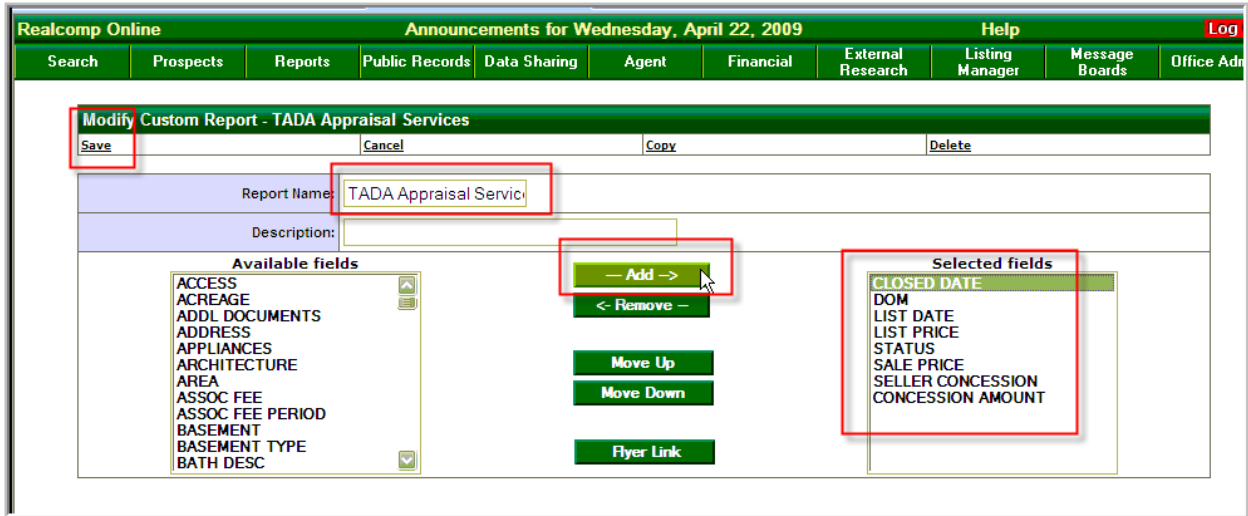 Realcomp Online Announcements for Wednesday, April 22, 2009 Help Log
Search Prospects Reports Public Records Data Sharing Agent Financial External Research Listing Manager Message Boards Office Adm
Modify Custom Report - TADA Appraisal Services
Save Cancel Copy Delete
Report Name: TADA Appraisal Servic
Description:
Available fields
ACCESS
ACREAGE
ADDL DOCUMENTS
ADDRESS
APPLIANCES
ARCHITECTURE
AREA
ASSOC FEE
ASSOC FEE PERIOD
BASEMENT
BASEMENT TYPE
BATH DESC
— Add –>
<- Remove –
Move Up
Move Down
Flyer Link
Selected fields
CLOSED DATE
DOM
LIST DATE
LIST PRICE
STATUS
SALE PRICE
SELLER CONCESSION
CONCESSION AMOUNT